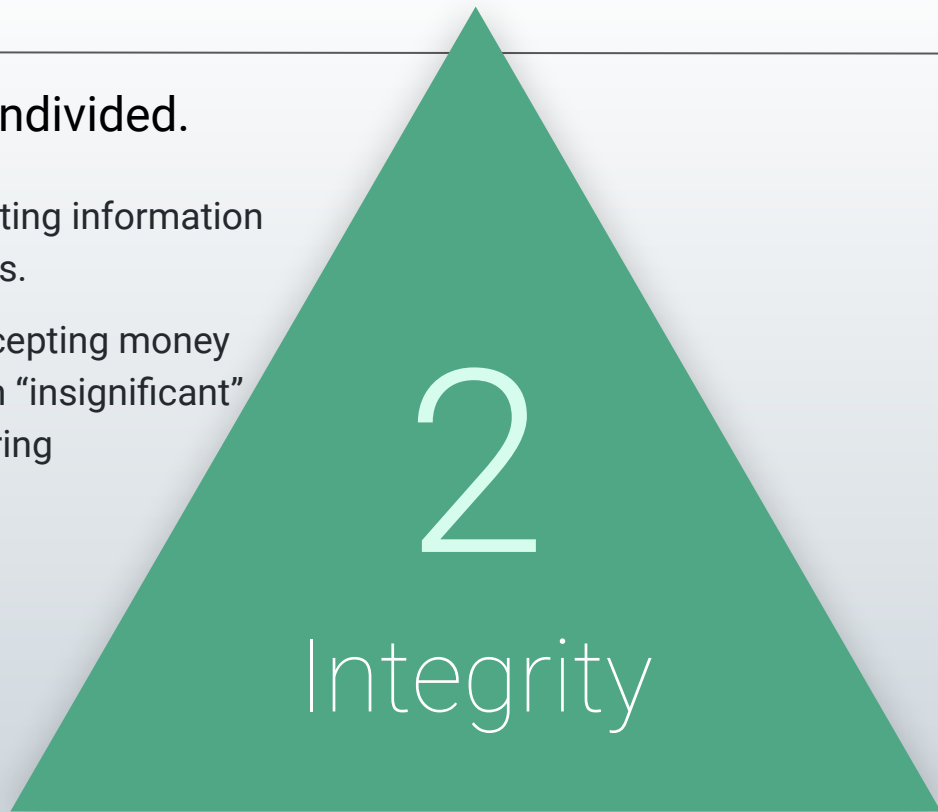 ndivided.
ting information
s.
cepting money
n “insignificant”
ring
2
Integrity